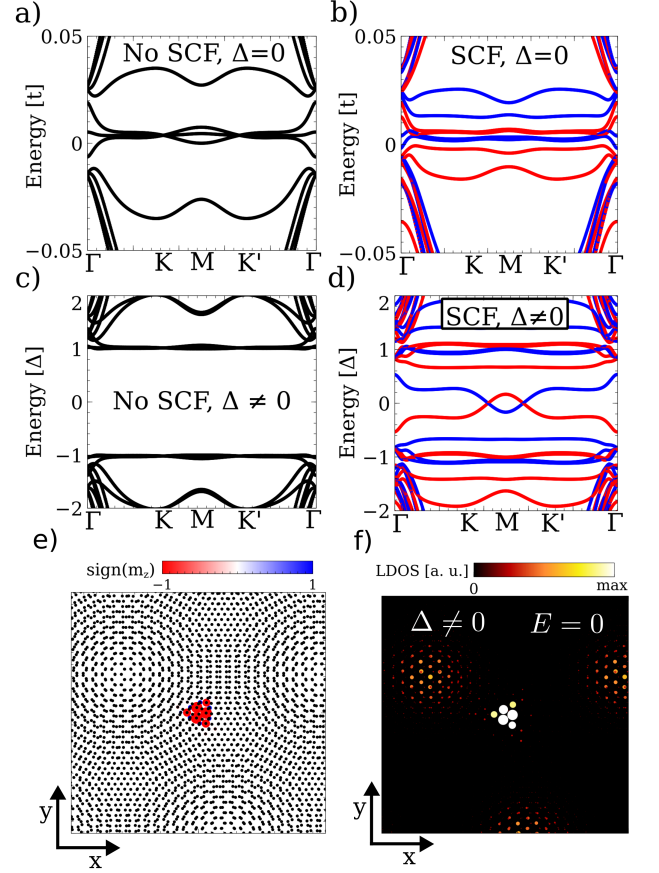 a)
b)
0.05
No SCF, Δ=0
0.05
SCF, Δ=0
Energy [t]
0
Energy [t]
0
−0.05
−0.05
Γ K M K' Γ
Γ K M K' Γ
c)
d)
2
No SCF, Δ ≠ 0
1
0
−1
−2
Energy [Δ]
2
SCF, Δ≠0
1
0
−1
−2
Energy [Δ]
Γ K M K' Γ
Γ K M K' Γ
e)
f)
sign(m_z)
−1 1
LDOS [a. u.]
0 max
Δ ≠ 0 E = 0
y
x
y
x